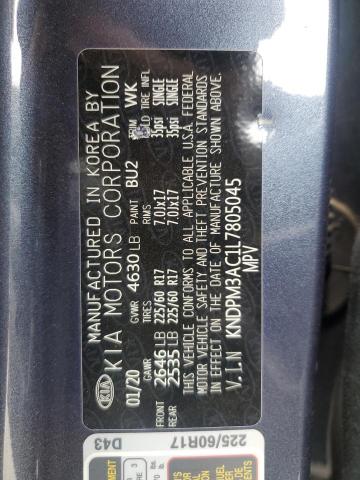 MANUFACTURED IN KOREA BY
KIA KIA MOTORS CORPORATION
01/20 GVWR 4630 LB PAINT BU2 TRIM WK
GAWR TIRES RIMS COLD TIRE INFL
FRONT 2646 LB 225/60 R17 7.0Jx17 35psi SINGLE
REAR 2535 LB 225/60 R17 7.0Jx17 35psi SINGLE
THIS VEHICLE CONFORMS TO ALL APPLICABLE U.S.A. FEDERAL
MOTOR VEHICLE SAFETY AND THEFT PREVENTION STANDARDS
IN EFFECT ON THE DATE OF MANUFACTURE SHOWN ABOVE.
V.I.N KNDPM3AC1L7805045
MPV
D43
225/60R17